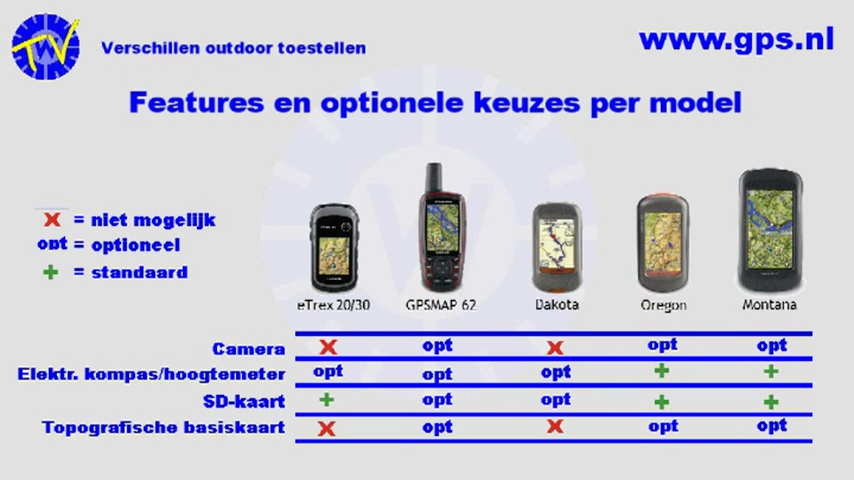 TV
W
Verschillen outdoor toestellen
www.gps.nl
Features en optionele keuzes per model
X = niet mogelijk
opt = optioneel
+ = standaard
eTrex 20/30 GPSMAP 62 Dakota Oregon Montana
Camera X opt X opt opt
Elektr. kompas/hoogtemeter opt opt opt + +
SD-kaart + opt opt + +
Topografische basiskaart X opt X opt opt